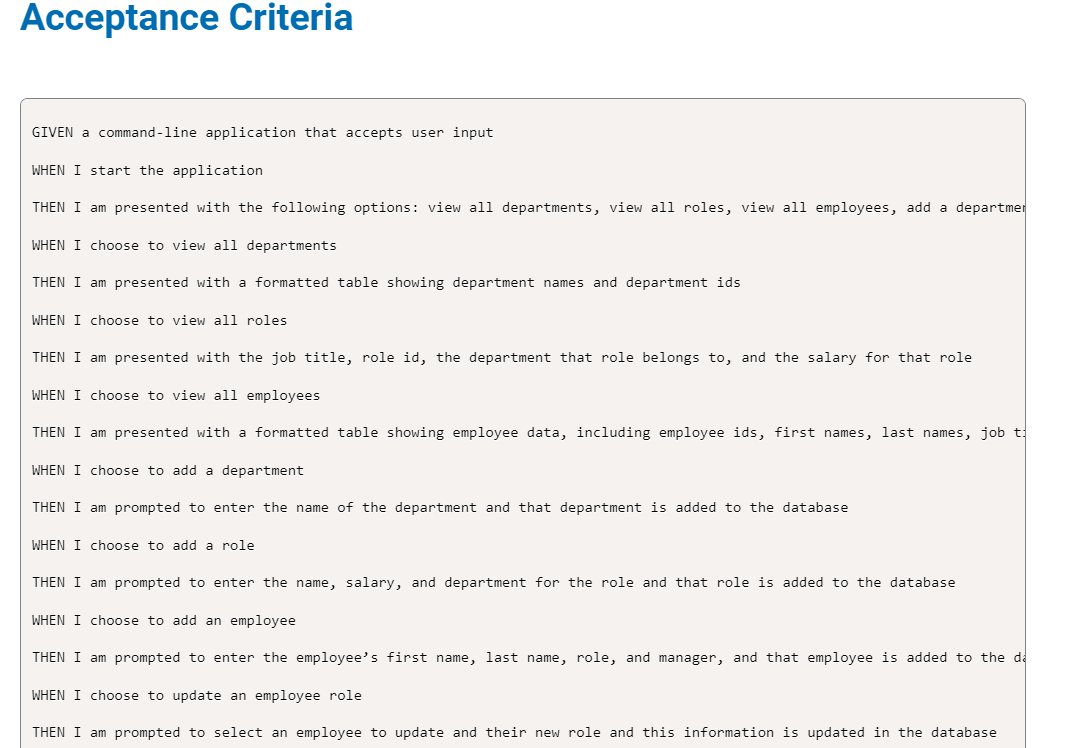 Acceptance Criteria
GIVEN a command-line application that accepts user input
WHEN I start the application
THEN I am presented with the following options: view all departments, view all roles, view all employees, add a
WHEN I choose to view all departments
THEN I am presented with a formatted table showing department names and department ids
WHEN I choose to view all roles
THEN I am presented with the job title, role id, the department that role belongs to, and the salary for that role
WHEN I choose to view all employees
THEN I am presented with a formatted table showing employee data, including employee ids, first names, last names, job
WHEN I choose to add a department
THEN I am prompted to enter the name of the department and that department is added to the database
WHEN I choose to add a role
THEN I am prompted to enter the name, salary, and department for the role and that role is added to the database
WHEN I choose to add an employee
THEN I am prompted to enter the employee’s first name, last name, role, and manager, and that employee is added to the
WHEN I choose to update an employee role
THEN I am prompted to select an employee to update and their new role and this information is updated in the database